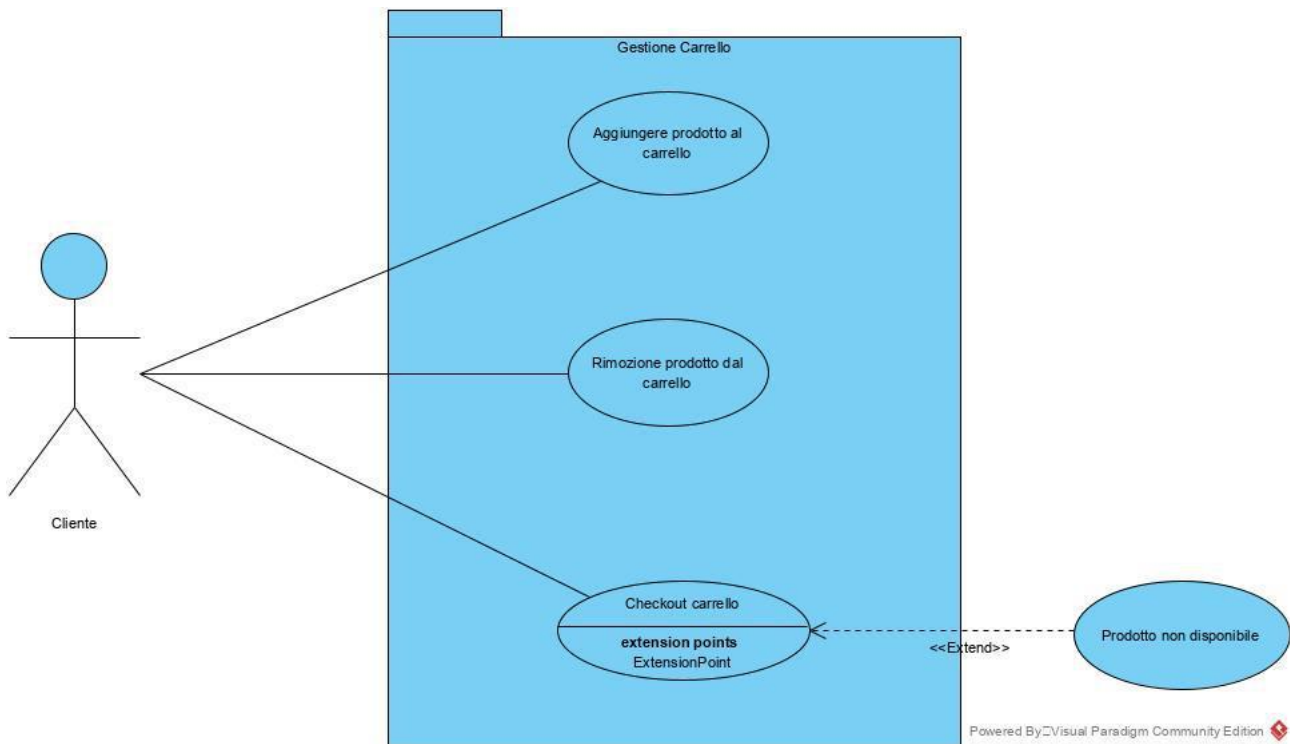 Gestione Carrello
Aggiungere prodotto al
carrello
Rimozione prodotto dal
carrello
Cliente
Checkout carrello
extension points
ExtensionPoint
<<Extend>>
Prodotto non disponibile
Powered By Visual Paradigm Community Edition